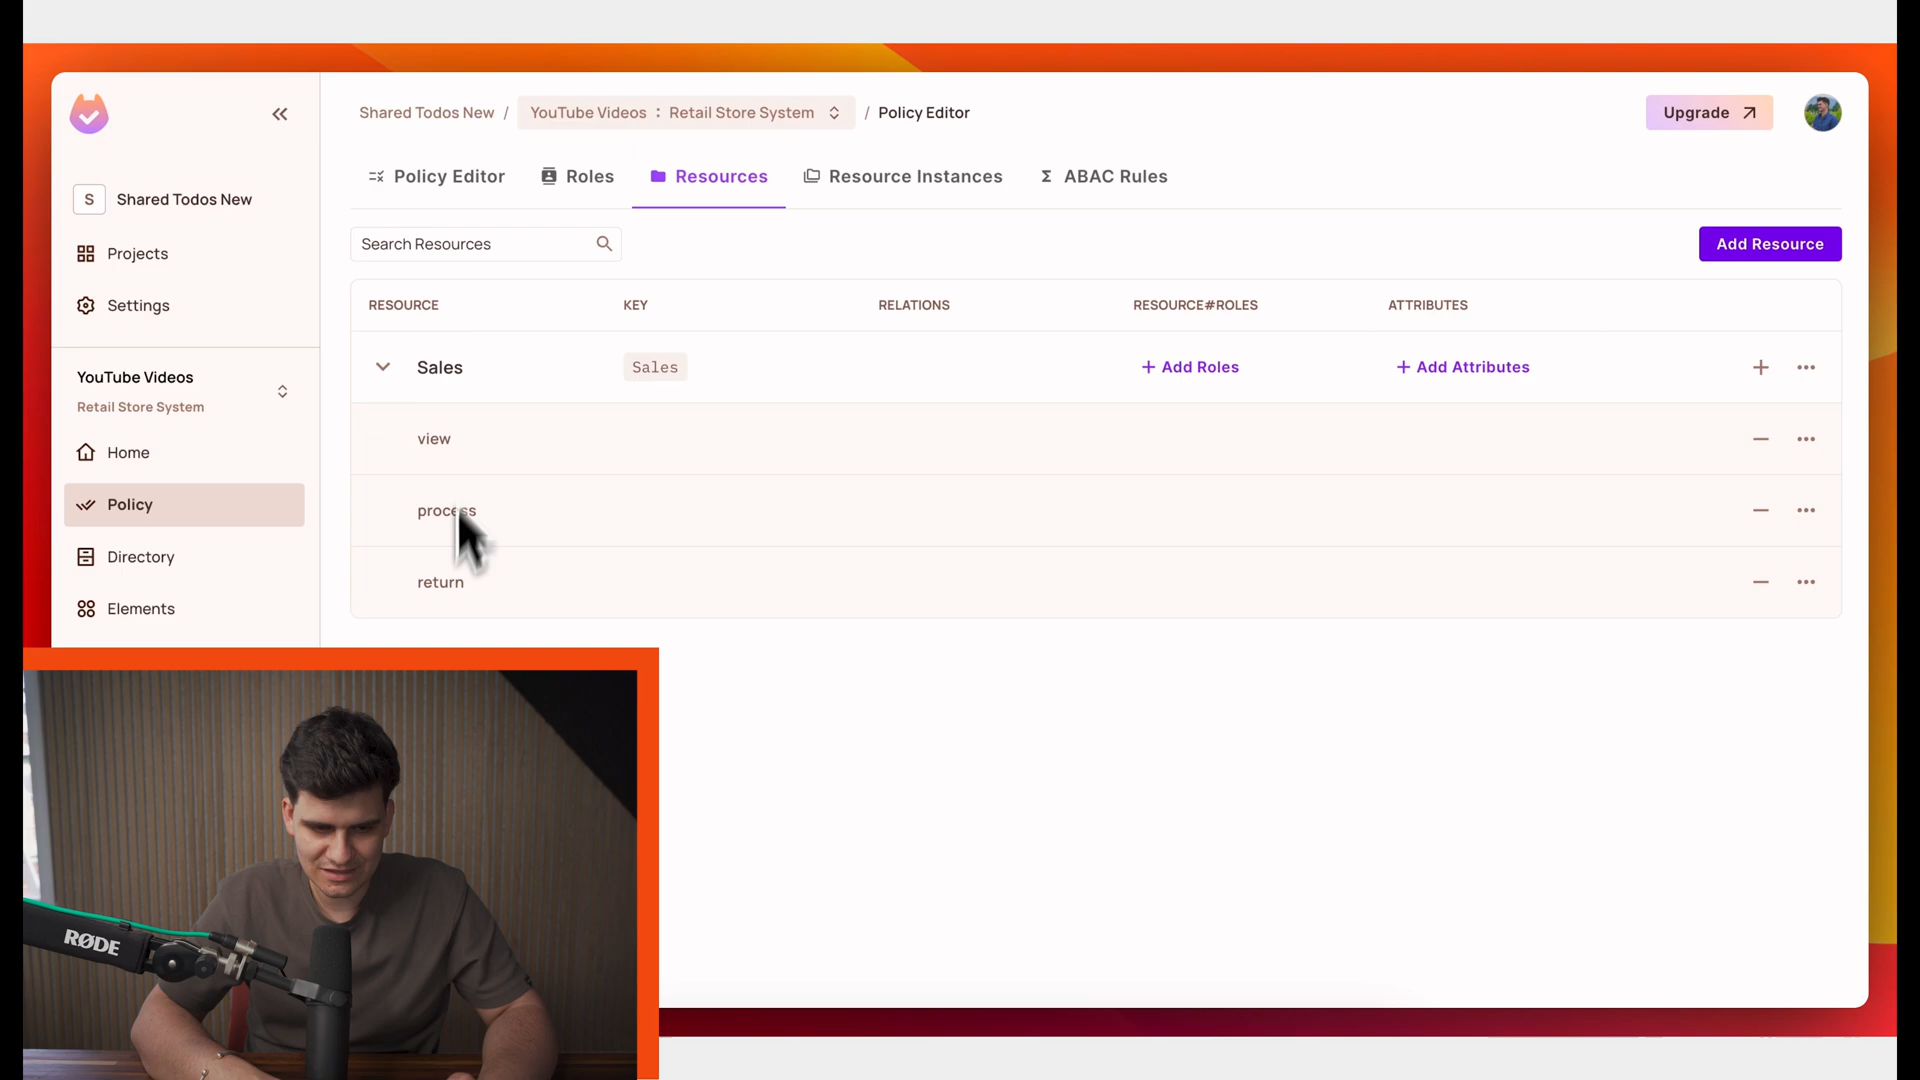 Shared Todos New / YouTube Videos : Retail Store System / Policy Editor
Upgrade
S Shared Todos New
Projects
Settings
YouTube Videos
Retail Store System
Home
Policy
Directory
Elements
Policy Editor
Roles
Resources
Resource Instances
ABAC Rules
Search Resources
Add Resource
RESOURCE KEY RELATIONS RESOURCE#ROLES ATTRIBUTES
Sales Sales + Add Roles + Add Attributes
view
process
return
RØDE